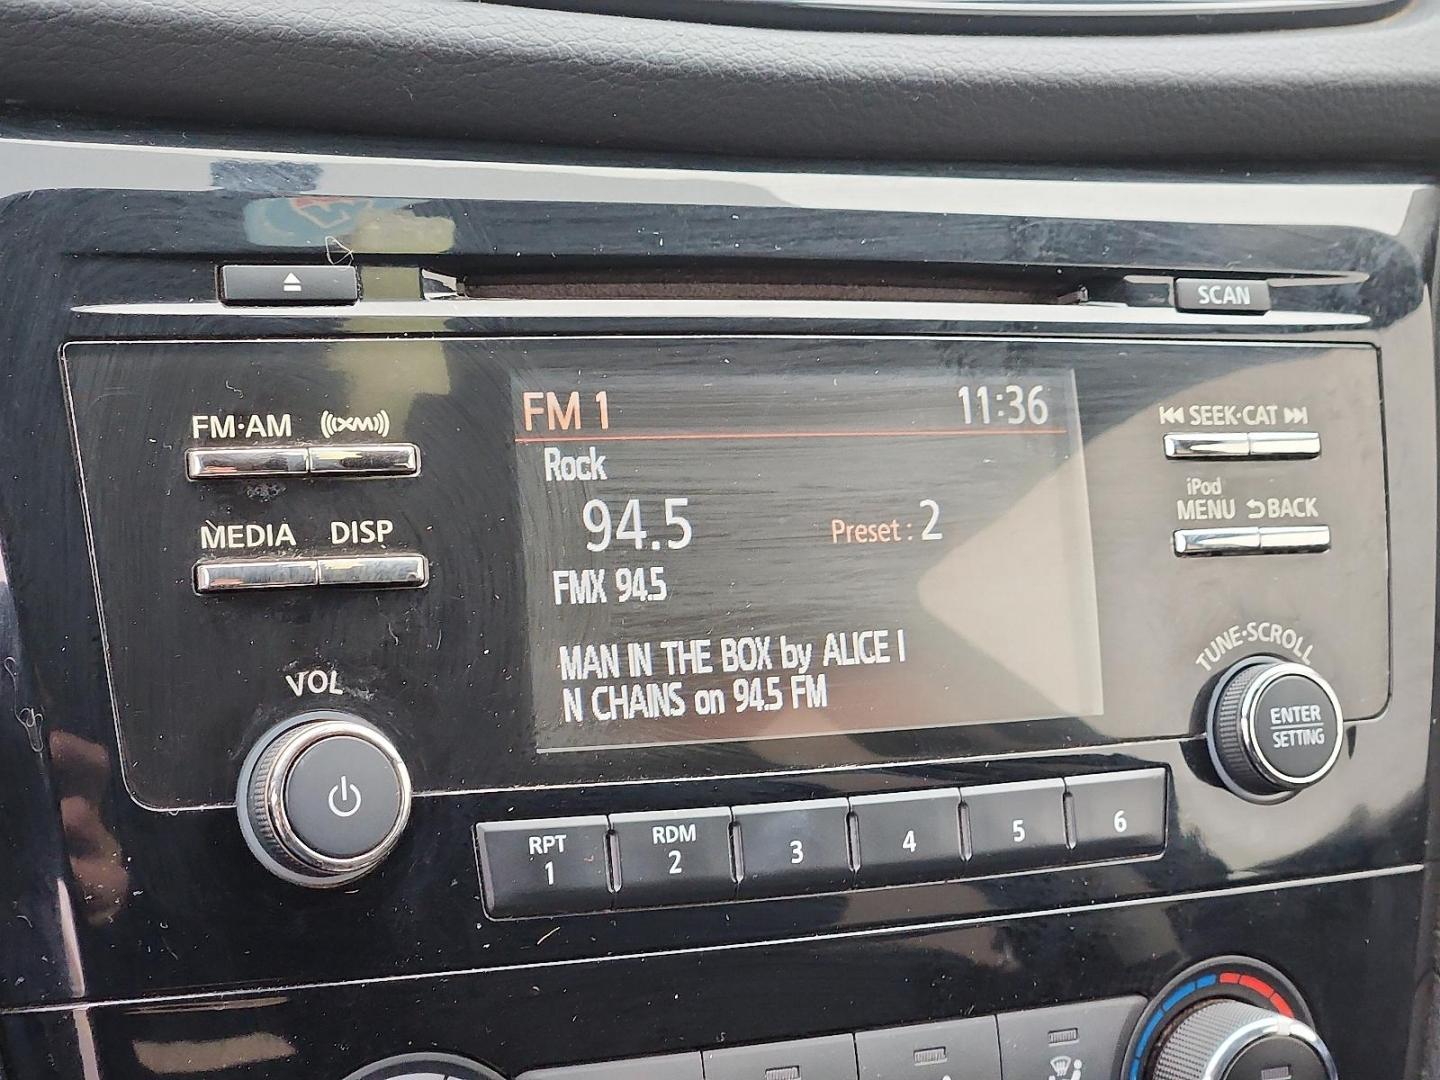 SCAN
FM·AM
XM
FM 1 11:36
SEEK·CAT
Rock
iPod
MENU BACK
94.5 Preset : 2
MEDIA DISP
FMX 94.5
TUNE·SCROLL
MAN IN THE BOX by ALICE I
N CHAINS on 94.5 FM
VOL
ENTER
SETTING
RPT RDM
1 2 3 4 5 6